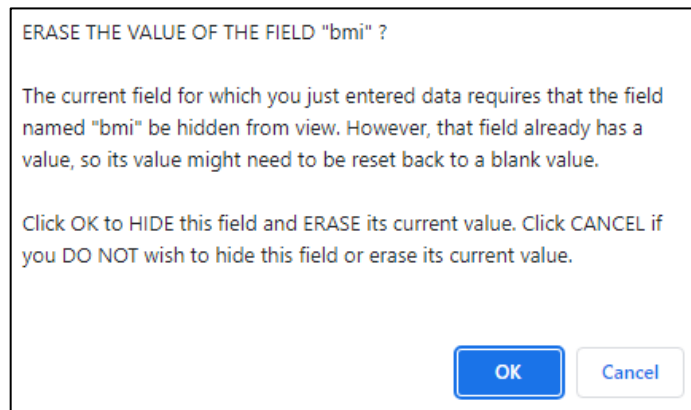 ERASE THE VALUE OF THE FIELD "bmi" ?
The current field for which you just entered data requires that the field
named "bmi" be hidden from view. However, that field already has a
value, so its value might need to be reset back to a blank value.
Click OK to HIDE this field and ERASE its current value. Click CANCEL if
you DO NOT wish to hide this field or erase its current value.
OK
Cancel